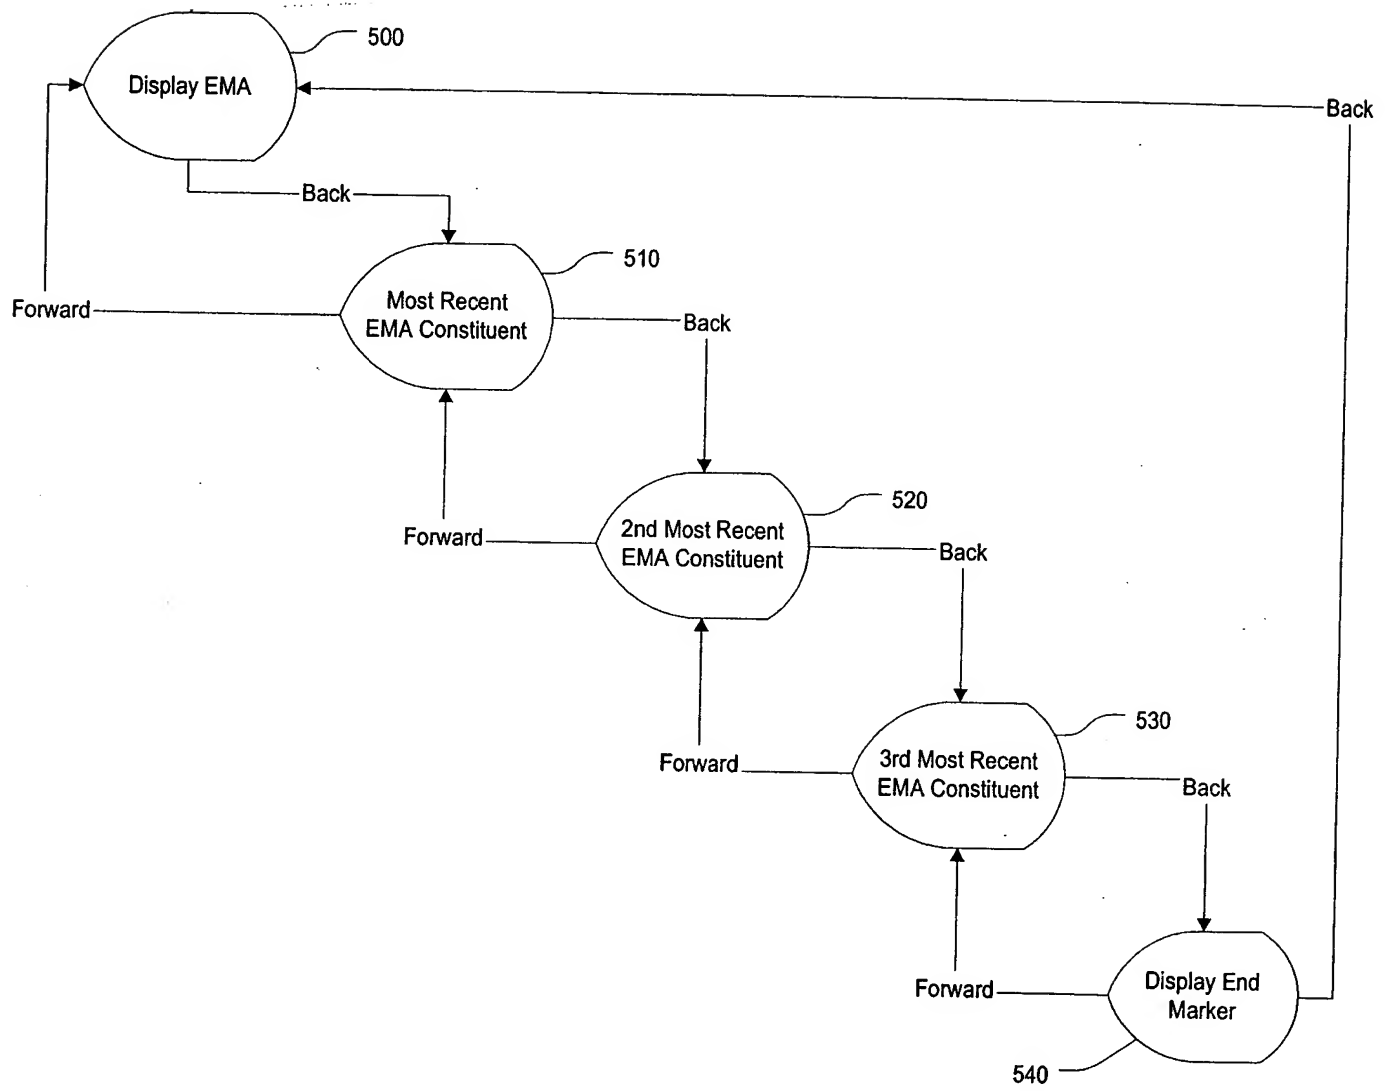 500
Display EMA
Back
Back
510
Most Recent
EMA Constituent
Forward
Back
520
2nd Most Recent
EMA Constituent
Forward
Back
530
3rd Most Recent
EMA Constituent
Forward
Back
Display End
Marker
Forward
540